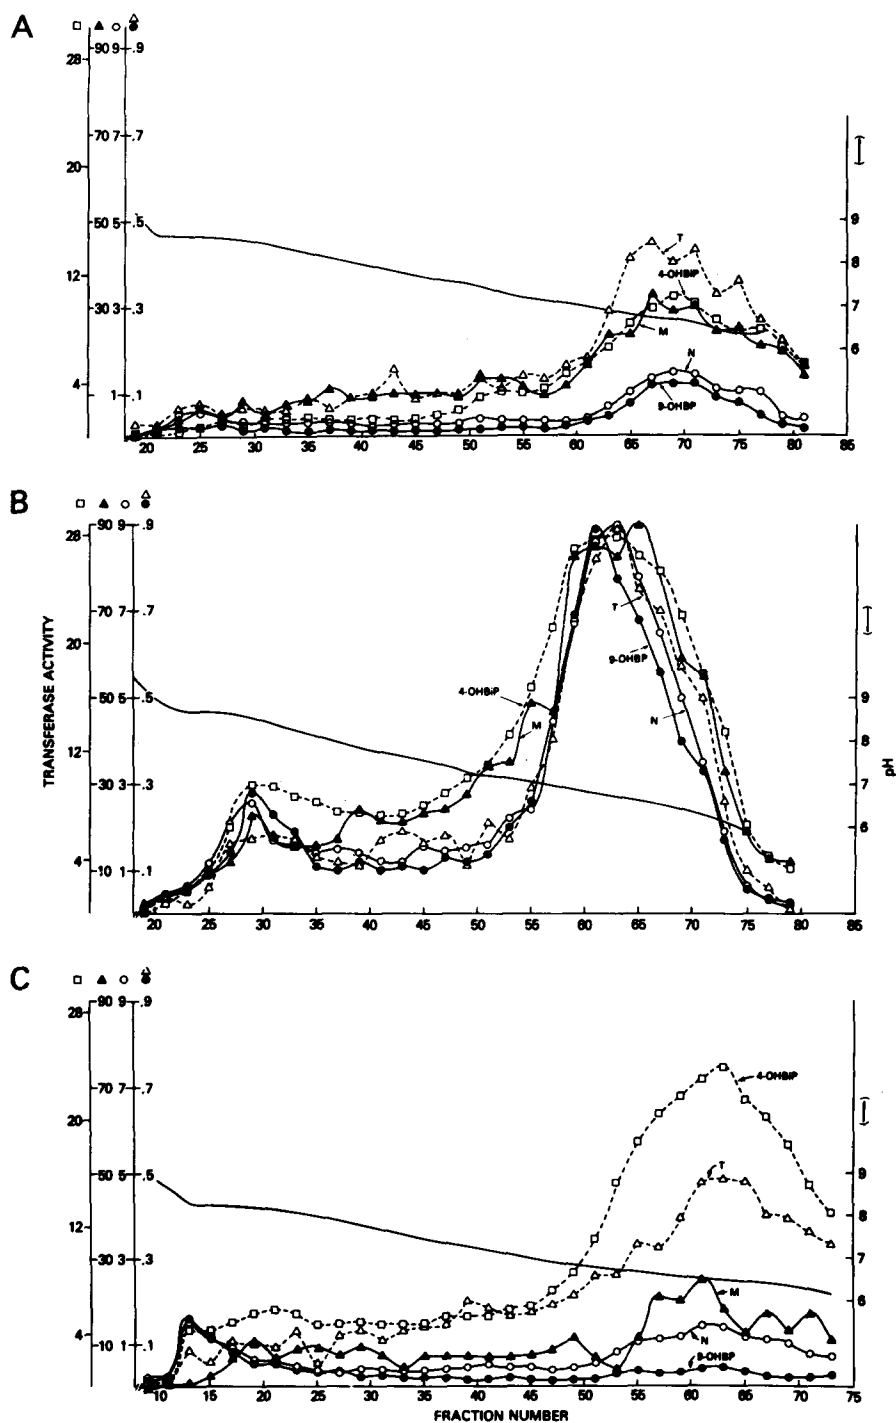 A
90 9 .9
28
70 7 .7
20
50 5 .5
12
30 3 .3
4
1 .1
9
8
7
6
T
4-OHBiP
M
N
9-OHBP
20 25 30 35 40 45 50 55 60 65 70 75 80 85
B
90 9 .9
28
70 7 .7
20
50 5 .5
12
30 3 .3
4
10 1 .1
TRANSFERASE ACTIVITY
9
8
7
6
pH
4-OHBiP
M
T
9-OHBP
N
20 25 30 35 40 45 50 55 60 65 70 75 80 85
C
90 9 .9
28
70 7 .7
20
50 5 .5
12
30 3 .3
4
10 1 .1
9
8
7
6
4-OHBiP
T
M
N
9-OHBP
10 15 20 25 30 35 40 45 50 55 60 65 70 75
FRACTION NUMBER